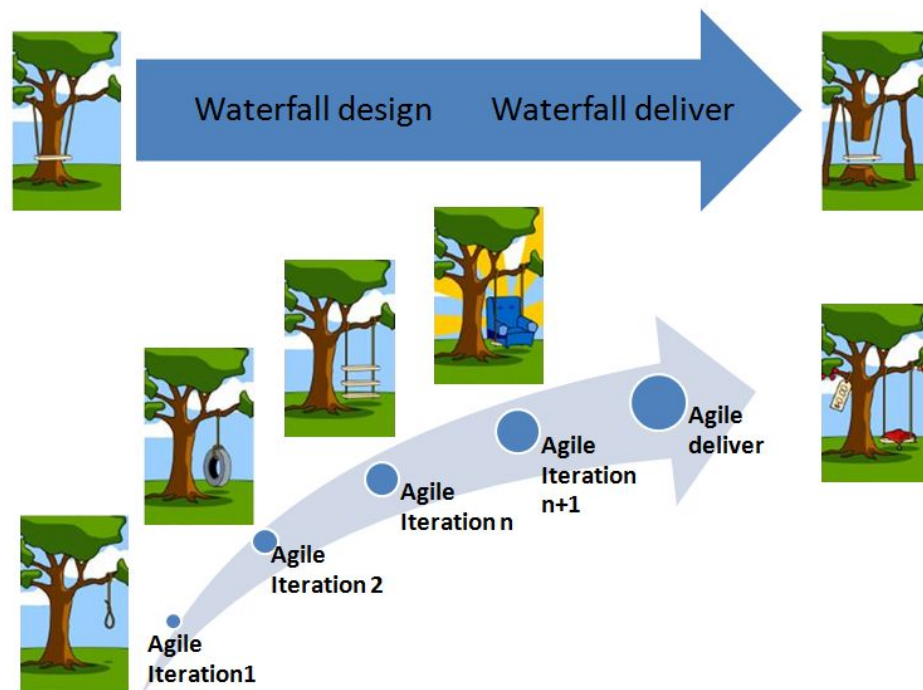 Waterfall design Waterfall deliver
Agile
deliver
Agile
Iteration
n+1
Agile
Iteration n
Agile
Iteration 2
Agile
Iteration1